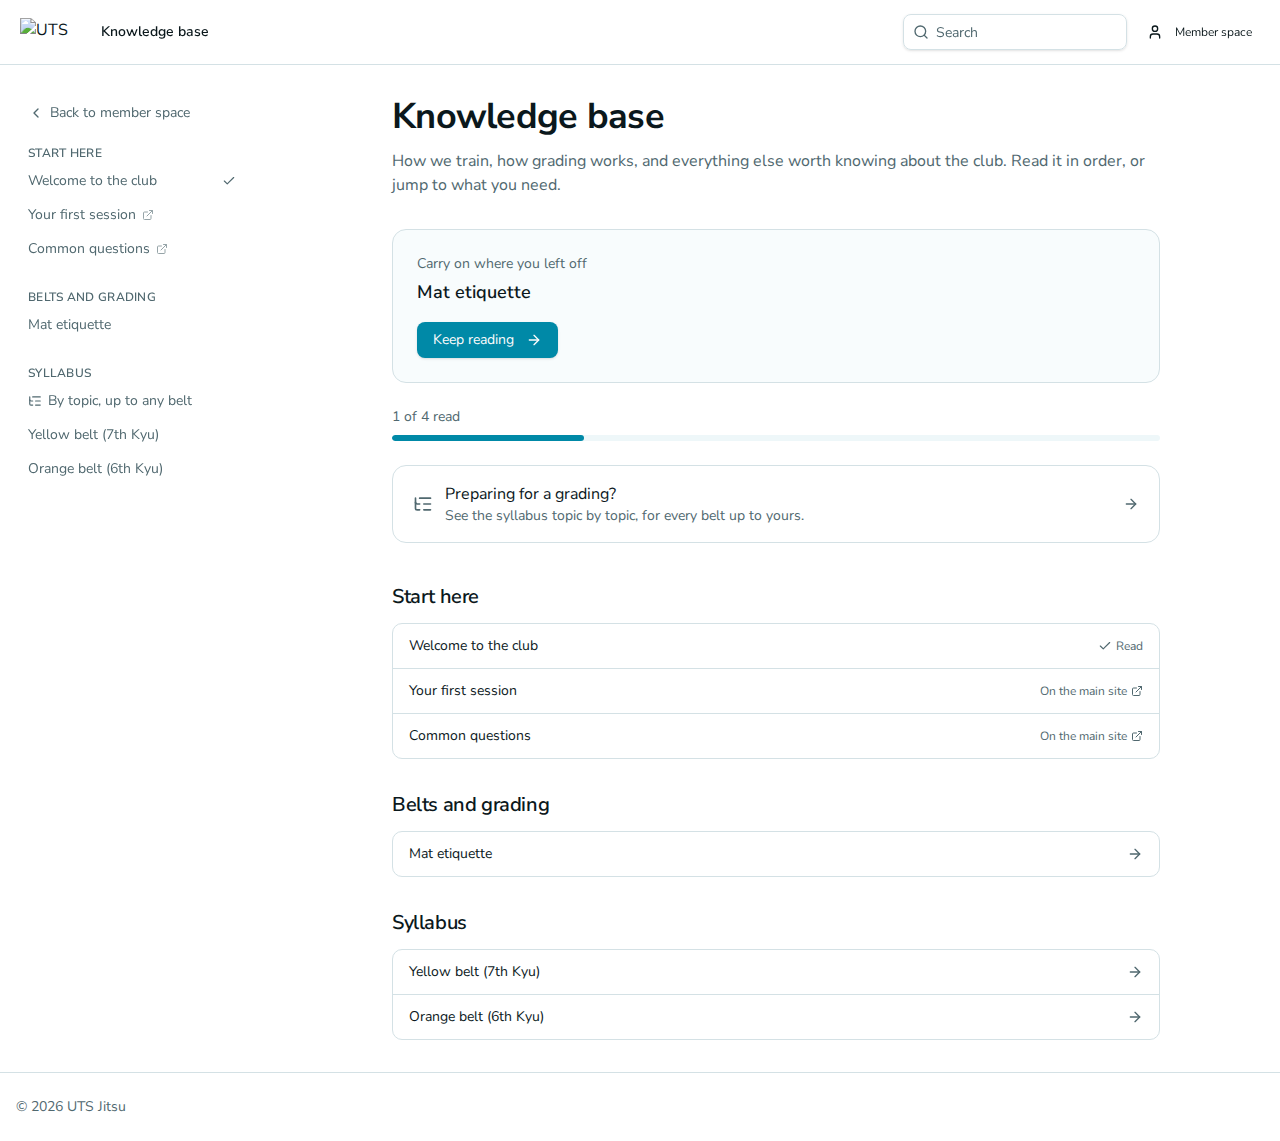 UTS
Knowledge base
Search
Member space
Back to member space
START HERE
Welcome to the club
Your first session
Common questions
BELTS AND GRADING
Mat etiquette
SYLLABUS
By topic, up to any belt
Yellow belt (7th Kyu)
Orange belt (6th Kyu)
Knowledge base
How we train, how grading works, and everything else worth knowing about the club. Read it in order, or
jump to what you need.
Carry on where you left off
Mat etiquette
Keep reading
1 of 4 read
Preparing for a grading?
See the syllabus topic by topic, for every belt up to yours.
Start here
Welcome to the club
Read
Your first session
On the main site
Common questions
On the main site
Belts and grading
Mat etiquette
Syllabus
Yellow belt (7th Kyu)
Orange belt (6th Kyu)
© 2026 UTS Jitsu